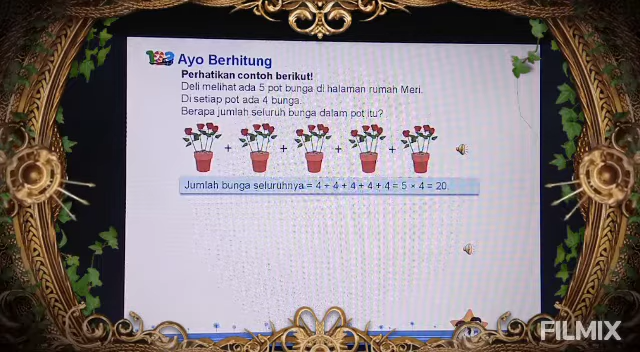 123 Ayo Berhitung
Perhatikan contoh berikut!
Deli melihat ada 5 pot bunga di halaman rumah Meri.
Di setiap pot ada 4 bunga.
Berapa jumlah seluruh bunga dalam pot itu?
+ + + +
Jumlah bunga seluruhnya = 4 + 4 + 4 + 4 + 4 = 5 × 4 = 20.
FILMIX